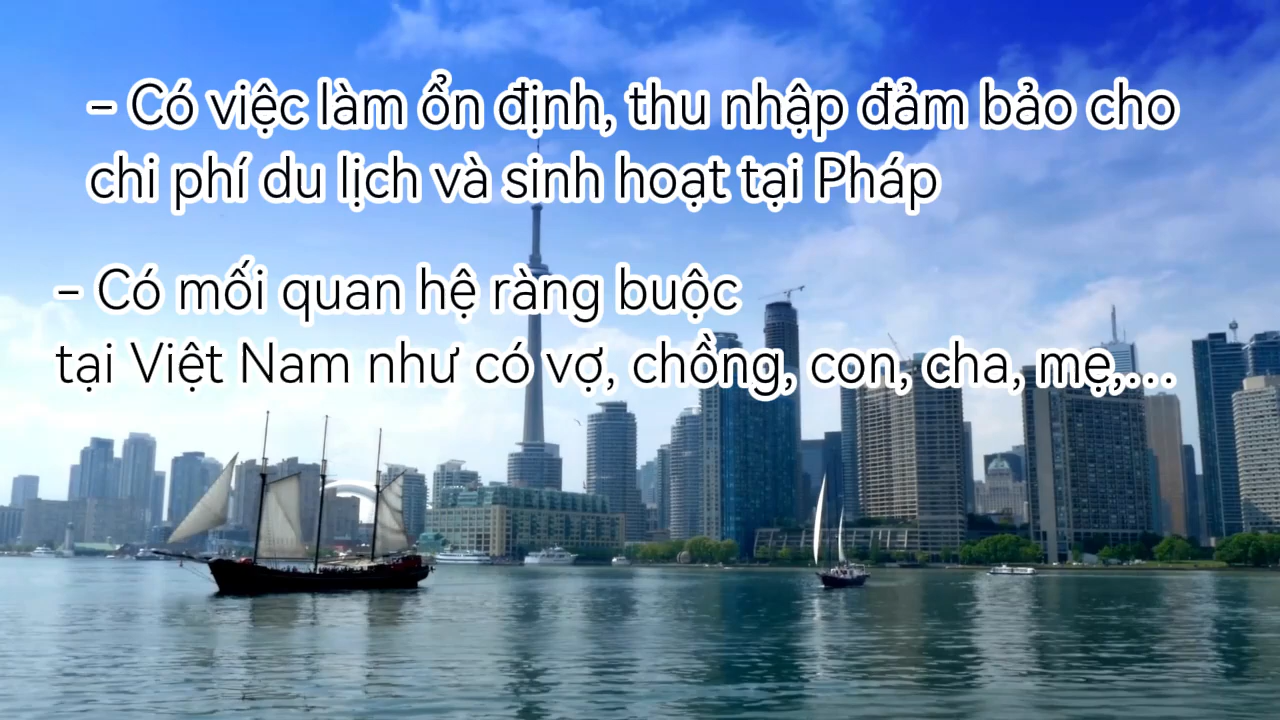 – Có việc làm ổn định, thu nhập đảm bảo cho
chi phí du lịch và sinh hoạt tại Pháp
– Có mối quan hệ ràng buộc
tại Việt Nam như có vợ, chồng, con, cha, mẹ,...